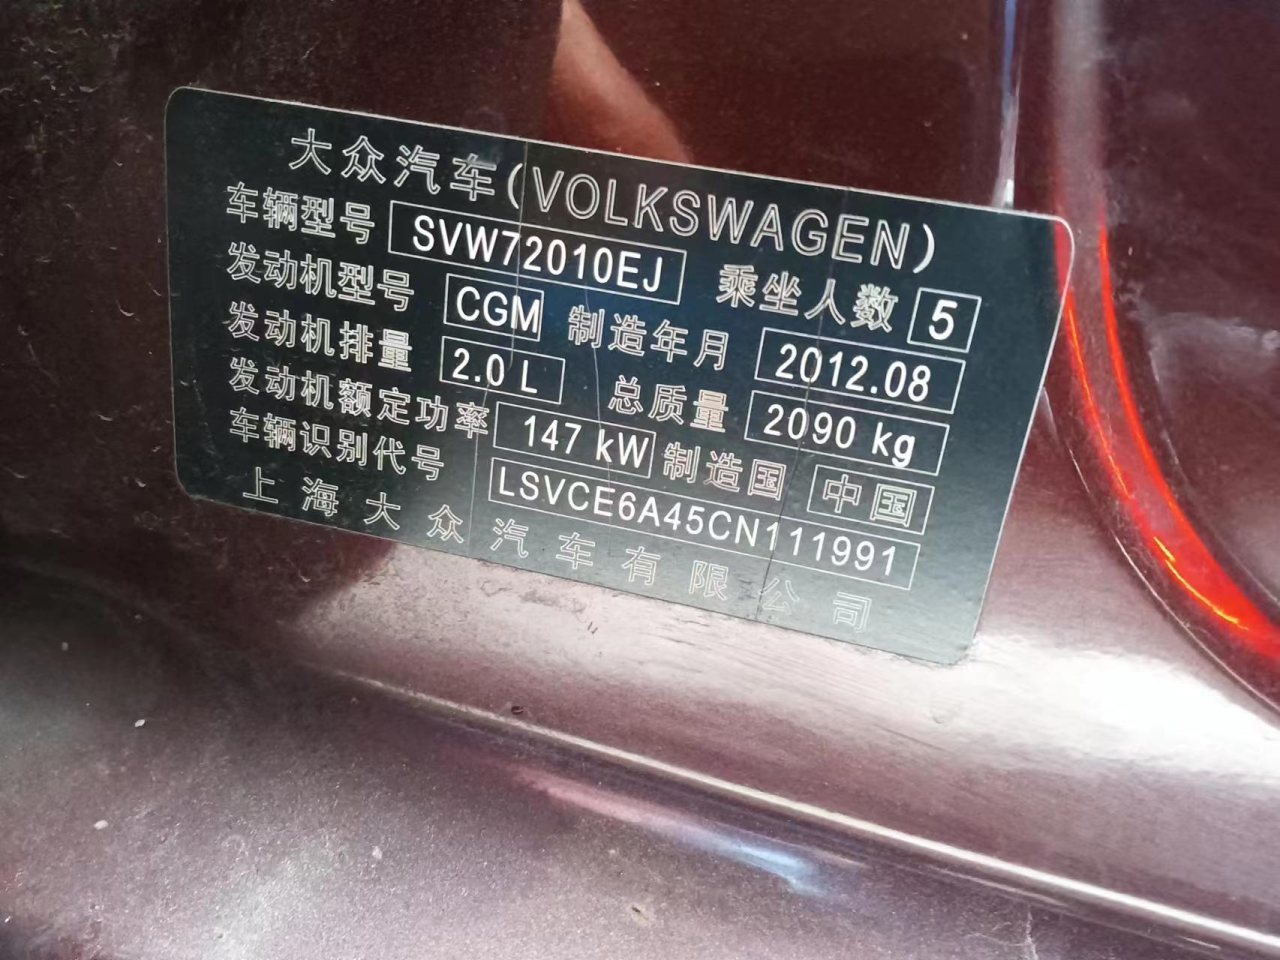 大众汽车(VOLKSWAGEN)
车辆型号 SVW72010EJ 乘坐人数 5
发动机型号 CGM 制造年月 2012.08
发动机排量 2.0 L 总质量 2090 kg
发动机额定功率 147 kW 制造国 中国
车辆识别代号 LSVCE6A45CN111991
上海大众汽车有限公司